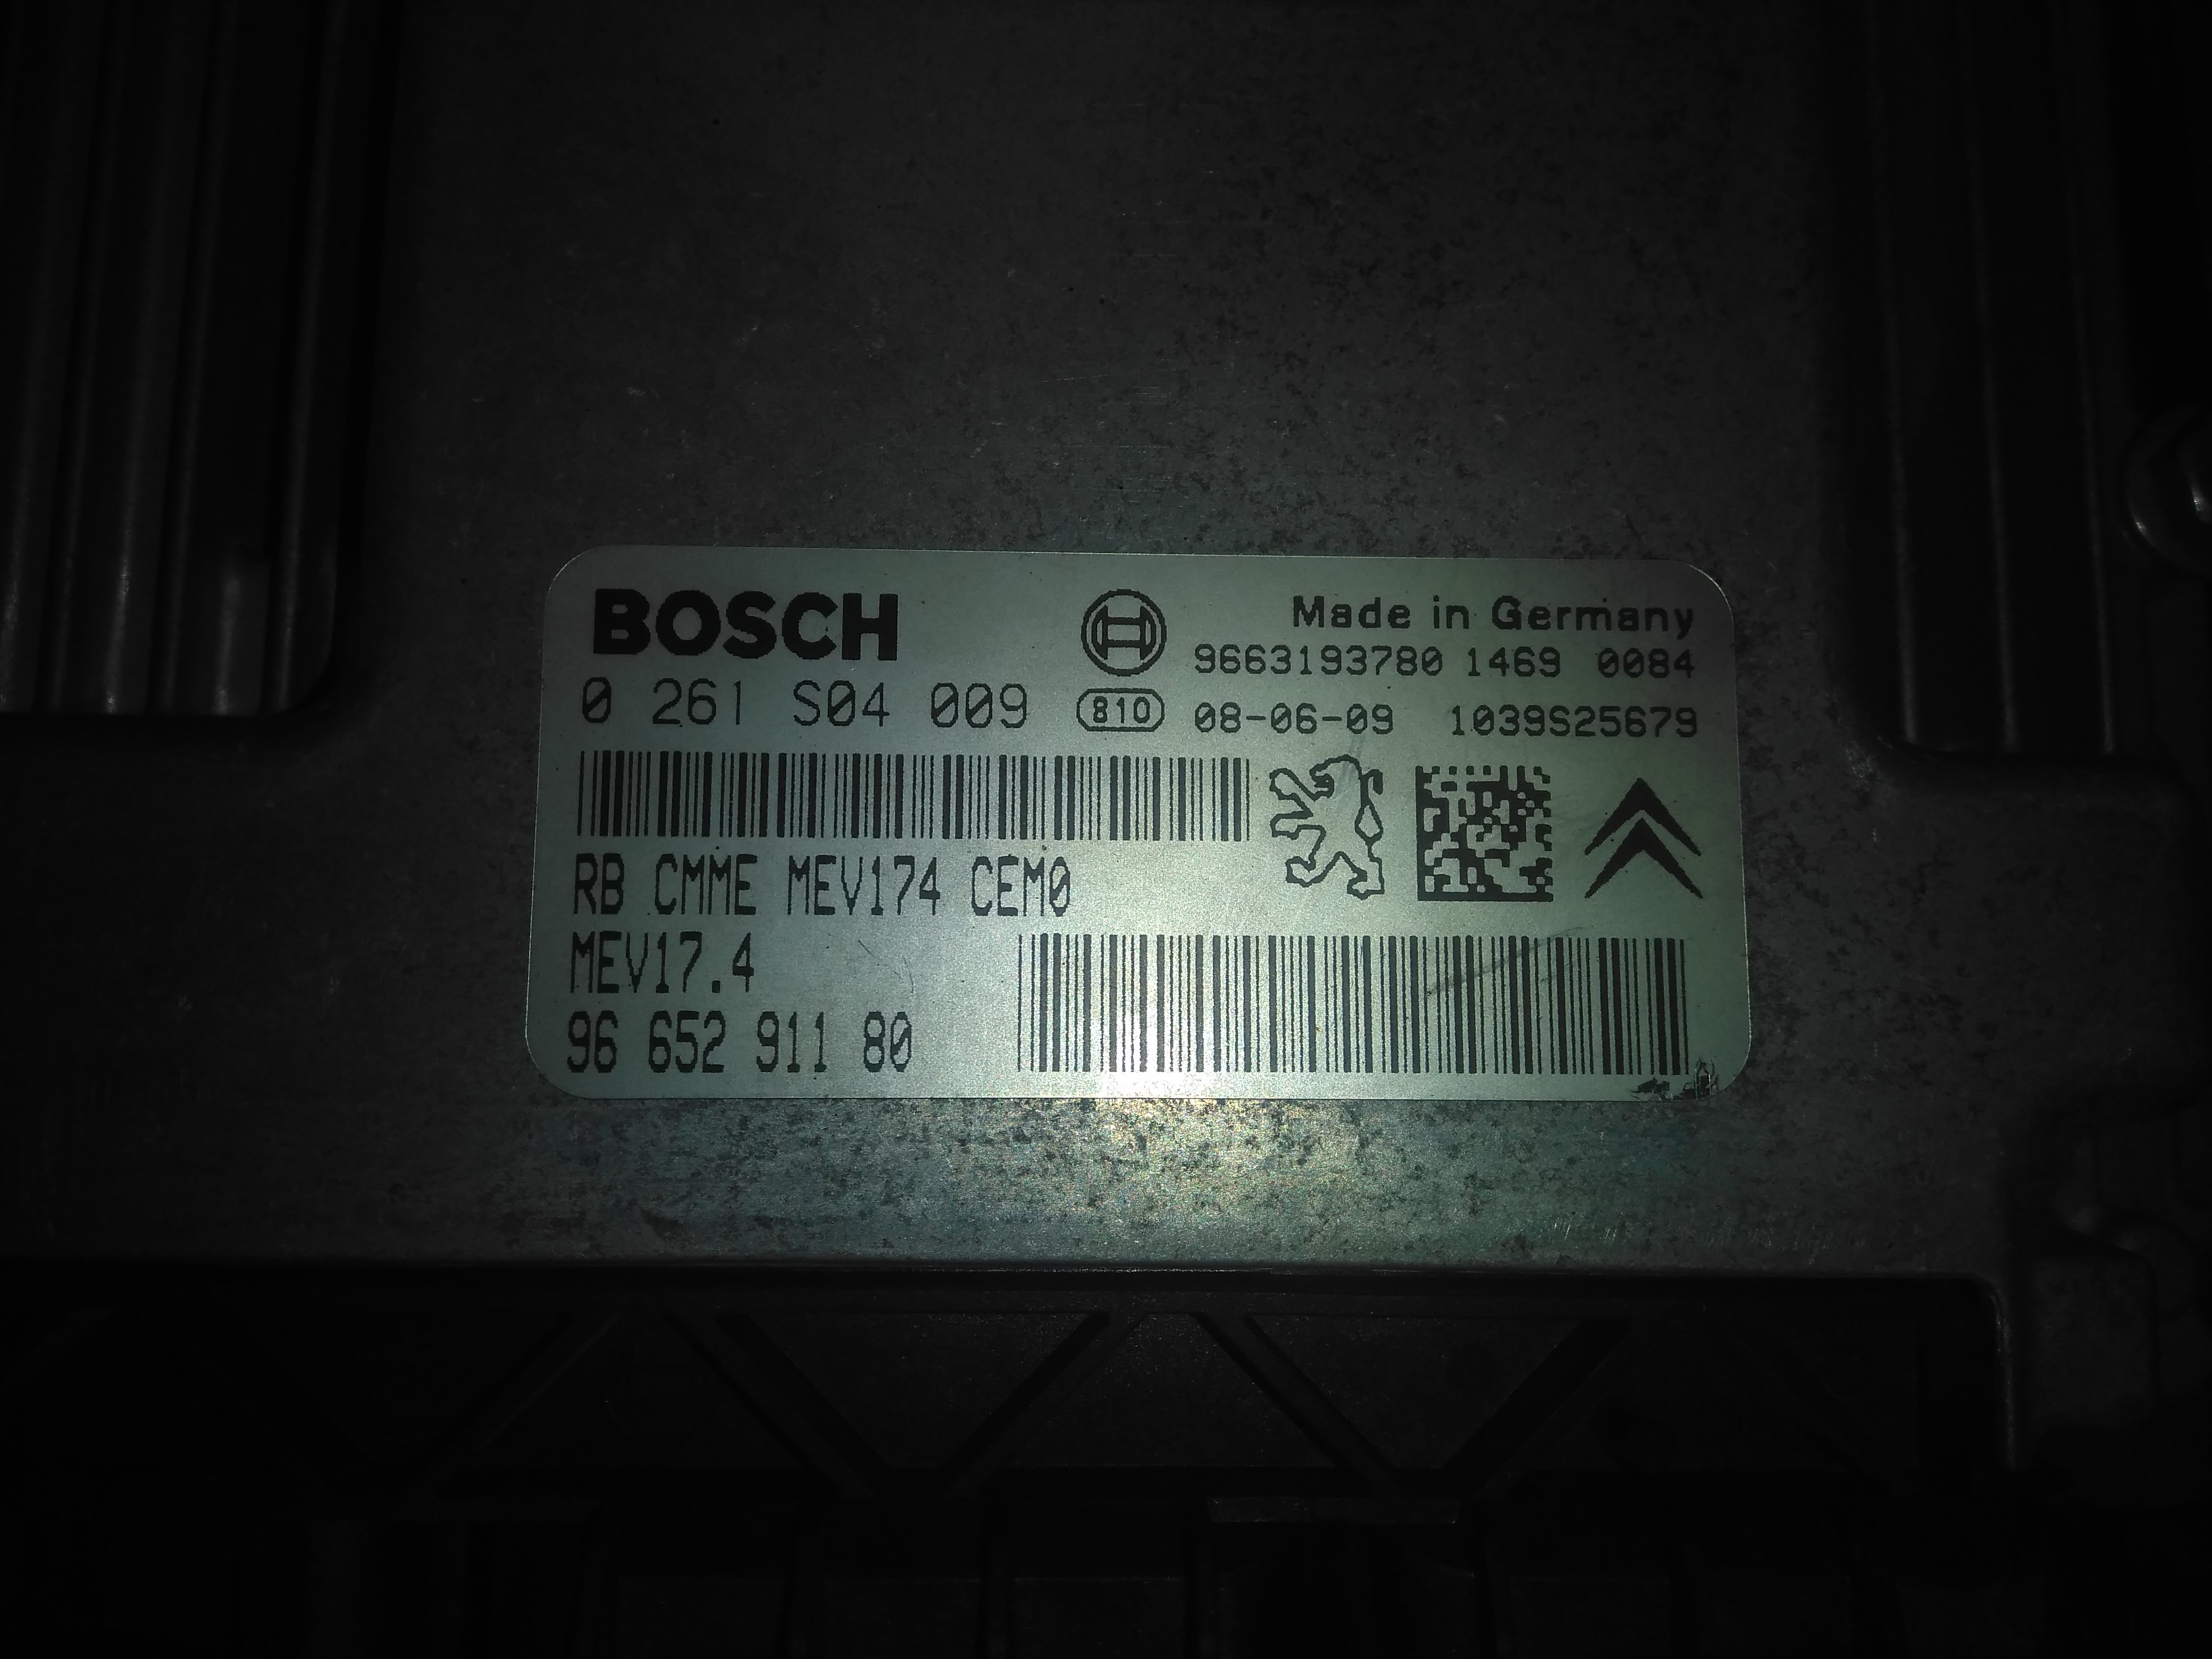 BOSCH
Made in Germany
9663193780 1469 0084
0 261 S04 009
810
08-06-09 1039S25679
RB CMME MEV174 CEM0
MEV17.4
96 652 911 80